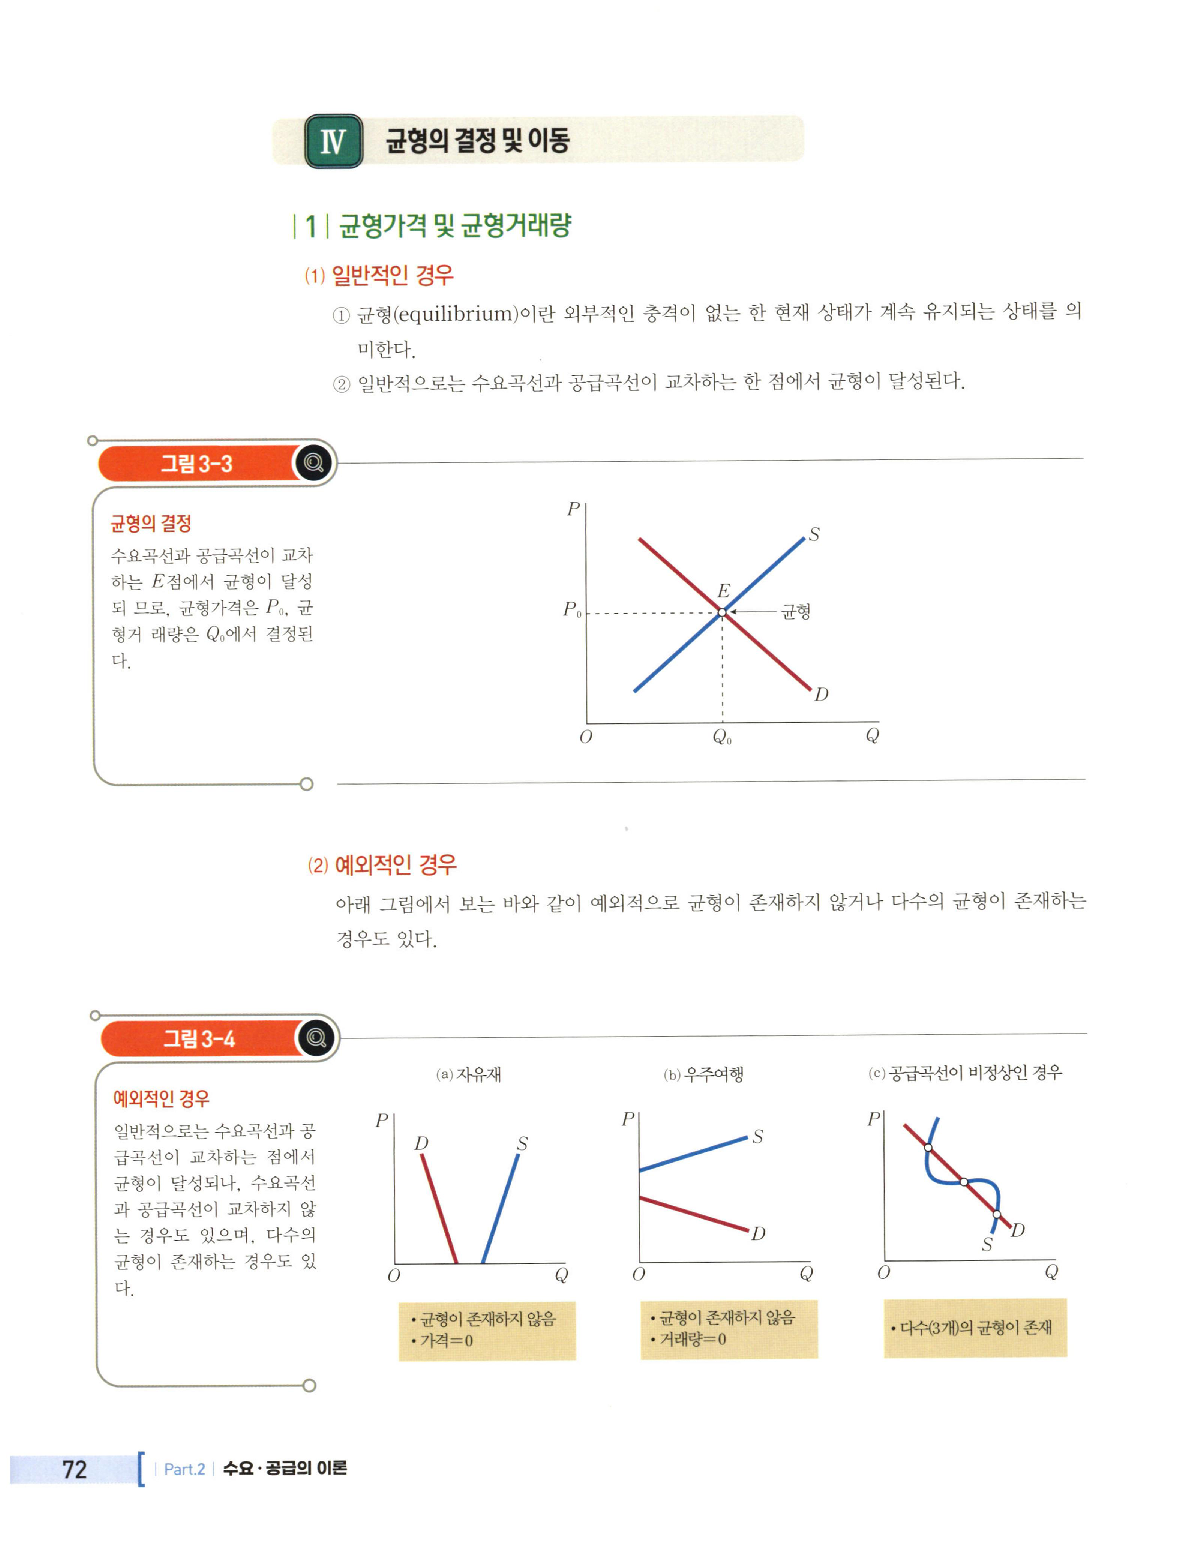 Ⅳ 균형의 결정 및 이동
|1| 균형가격 및 균형거래량
(1) 일반적인 경우
① 균형(equilibrium)이란 외부적인 충격이 없는 한 현재 상태가 계속 유지되는 상태를 의
미한다.
② 일반적으로는 수요곡선과 공급곡선이 교차하는 한 점에서 균형이 달성된다.
그림 3-3
균형의 결정
수요곡선과 공급곡선이 교차
하는 E점에서 균형이 달성
되 므로, 균형가격은 P₀, 균
형거 래량은 Q₀에서 결정된
다.
P
S
E
P₀
균형
D
O
Q₀
Q
(2) 예외적인 경우
아래 그림에서 보는 바와 같이 예외적으로 균형이 존재하지 않거나 다수의 균형이 존재하는
경우도 있다.
그림 3-4
예외적인 경우
일반적으로는 수요곡선과 공
급곡선이 교차하는 점에서
균형이 달성되나, 수요곡선
과 공급곡선이 교차하지 않
는 경우도 있으며, 다수의
균형이 존재하는 경우도 있
다.
(a) 자유재
P
D
S
O
Q
• 균형이 존재하지 않음
• 가격=0
(b) 우주여행
P
S
D
O
Q
• 균형이 존재하지 않음
• 거래량=0
(c) 공급곡선이 비정상인 경우
P
D
S
O
Q
• 다수(3개)의 균형이 존재
72 | Part.2 | 수요·공급의 이론